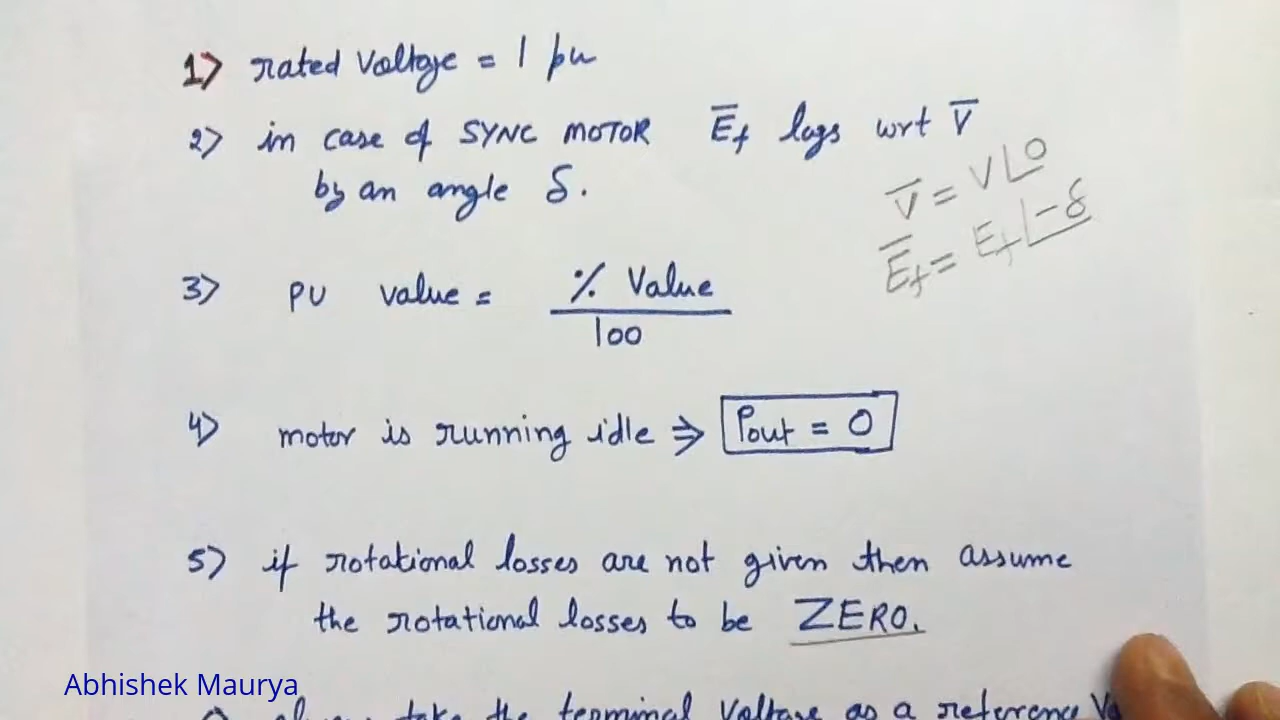 1) rated Voltage = 1 pu
2) in case of SYNC MOTOR E̅f lags wrt V̅
by an angle δ.
V̅ = V∠0
E̅f = Ef∠-δ
3) PU value = % Value / 100
4) motor is running idle ⇒ Pout = 0
5) if rotational losses are not given then assume
the rotational losses to be ZERO.
take the terminal Voltage as a reference
Abhishek Maurya